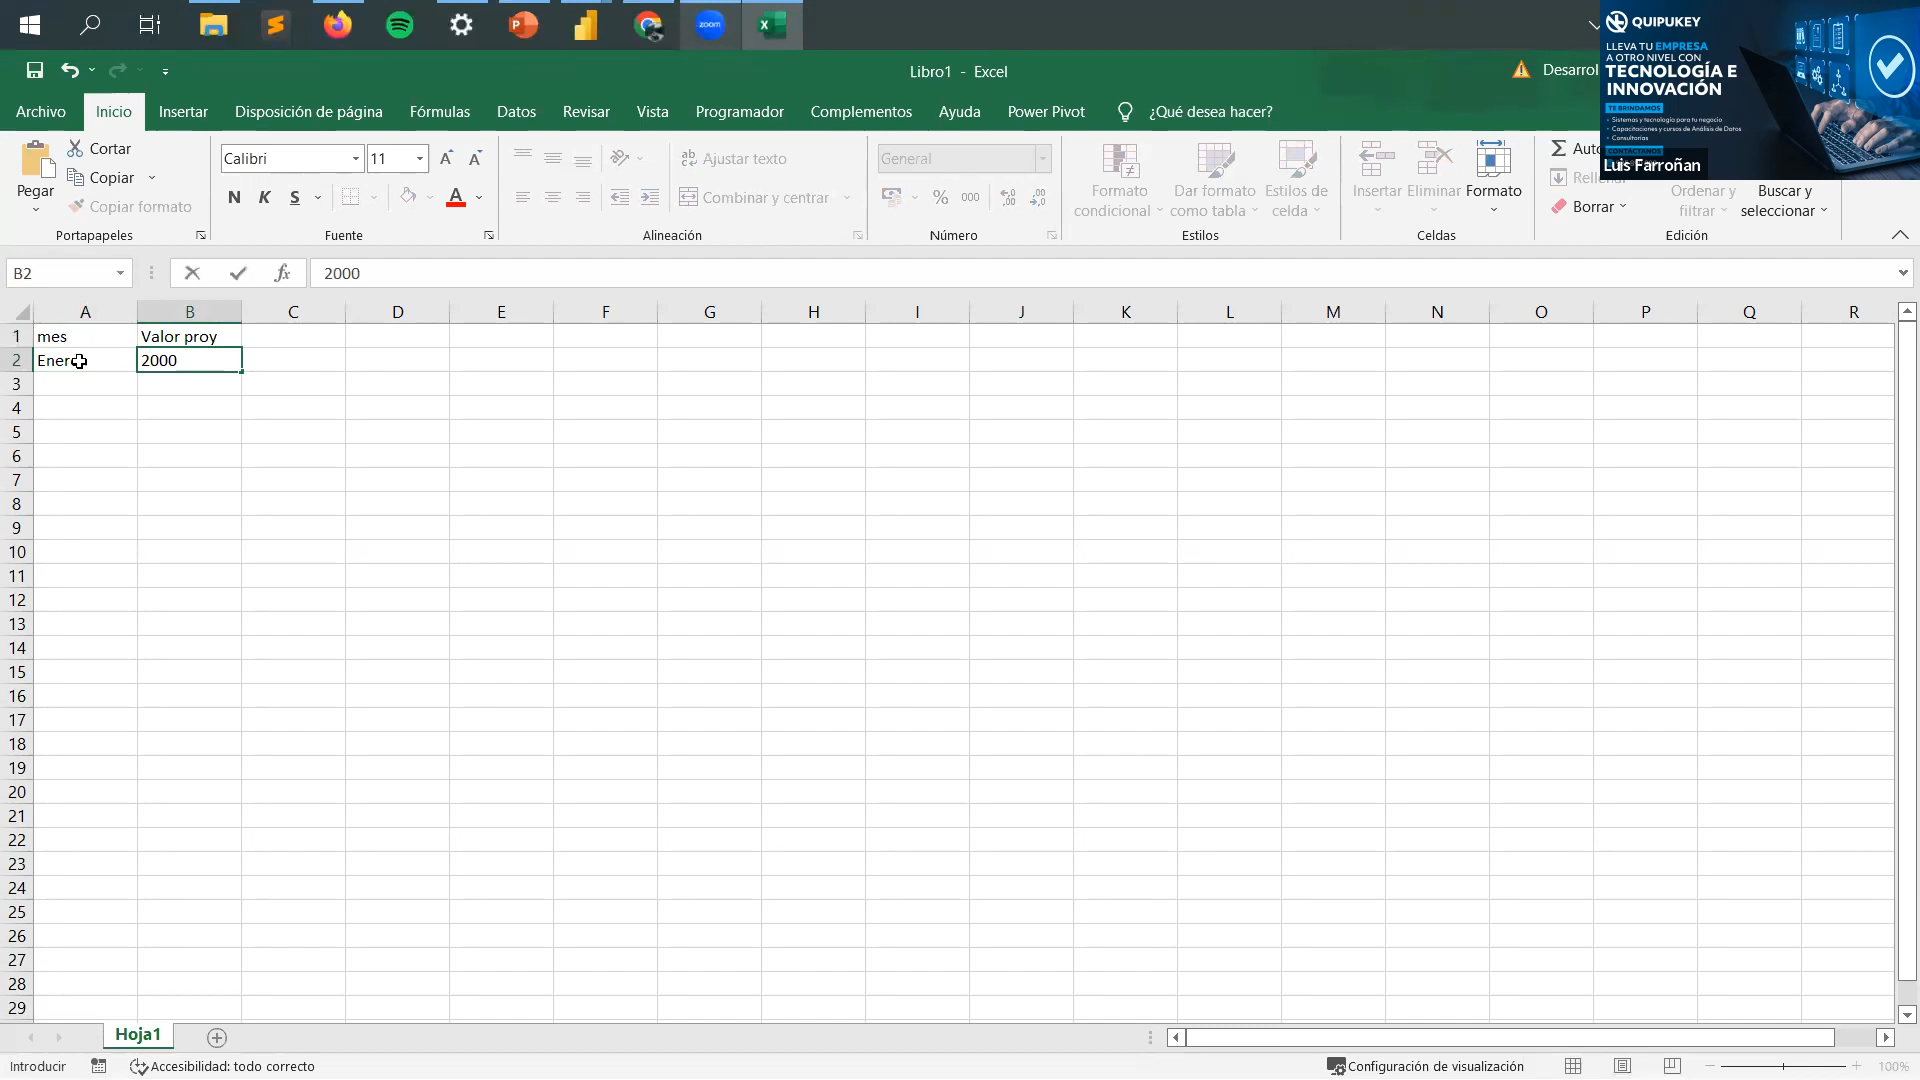 zoom
Libro1 - Excel
Desarrol
QUIPUKEY
LLEVA TU EMPRESA
A OTRO NIVEL CON
TECNOLOGÍA E
INNOVACIÓN
TE BRINDAMOS
Sistemas y tecnología para tu negocio
Capacitaciones y cursos de Análisis de Datos
Consultorías
CONTÁCTANOS
Luis Farroñan
Archivo Inicio Insertar Disposición de página Fórmulas Datos Revisar Vista Programador Complementos Ayuda Power Pivot ¿Qué desea hacer?
Pegar
Cortar
Copiar
Copiar formato
Portapapeles
Calibri 11
N K S
Fuente
Ajustar texto
Combinar y centrar
Alineación
General
% 000
Número
Formato condicional
Dar formato como tabla
Estilos de celda
Estilos
Insertar Eliminar Formato
Celdas
Σ Auto
Rellenar
Borrar
Ordenar y filtrar
Buscar y seleccionar
Edición
B2 fx 2000
A B C D E F G H I J K L M N O P Q R
1 mes Valor proy
2 Enero 2000
3
4
5
6
7
8
9
10
11
12
13
14
15
16
17
18
19
20
21
22
23
24
25
26
27
28
29
Hoja1
Introducir Accesibilidad: todo correcto Configuración de visualización 100%